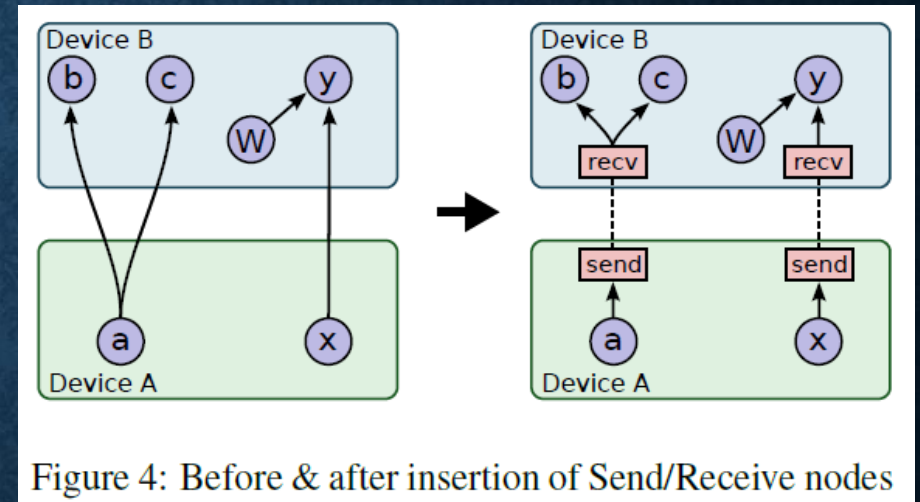 Device B
b
c
y
W
a
x
Device A
Device B
b
c
y
W
recv
recv
send
send
a
x
Device A
Figure 4: Before & after insertion of Send/Receive nodes